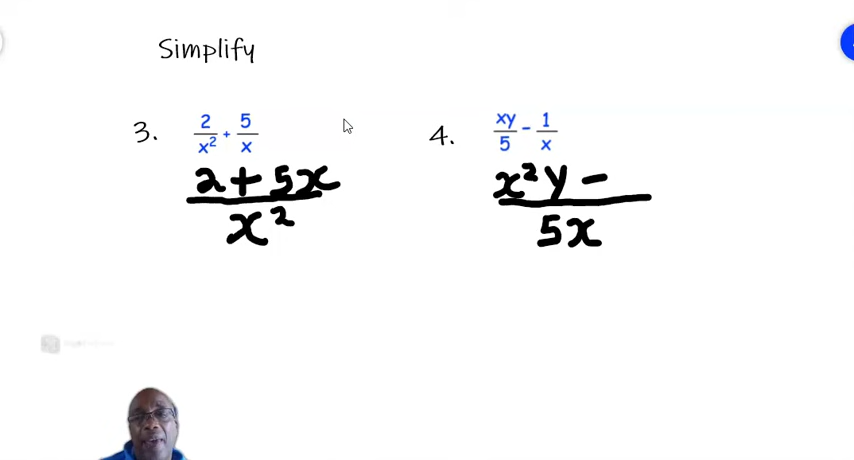 Simplify
3. 2/x² + 5/x
2 + 5x / x²
4. xy/5 - 1/x
x²y - / 5x